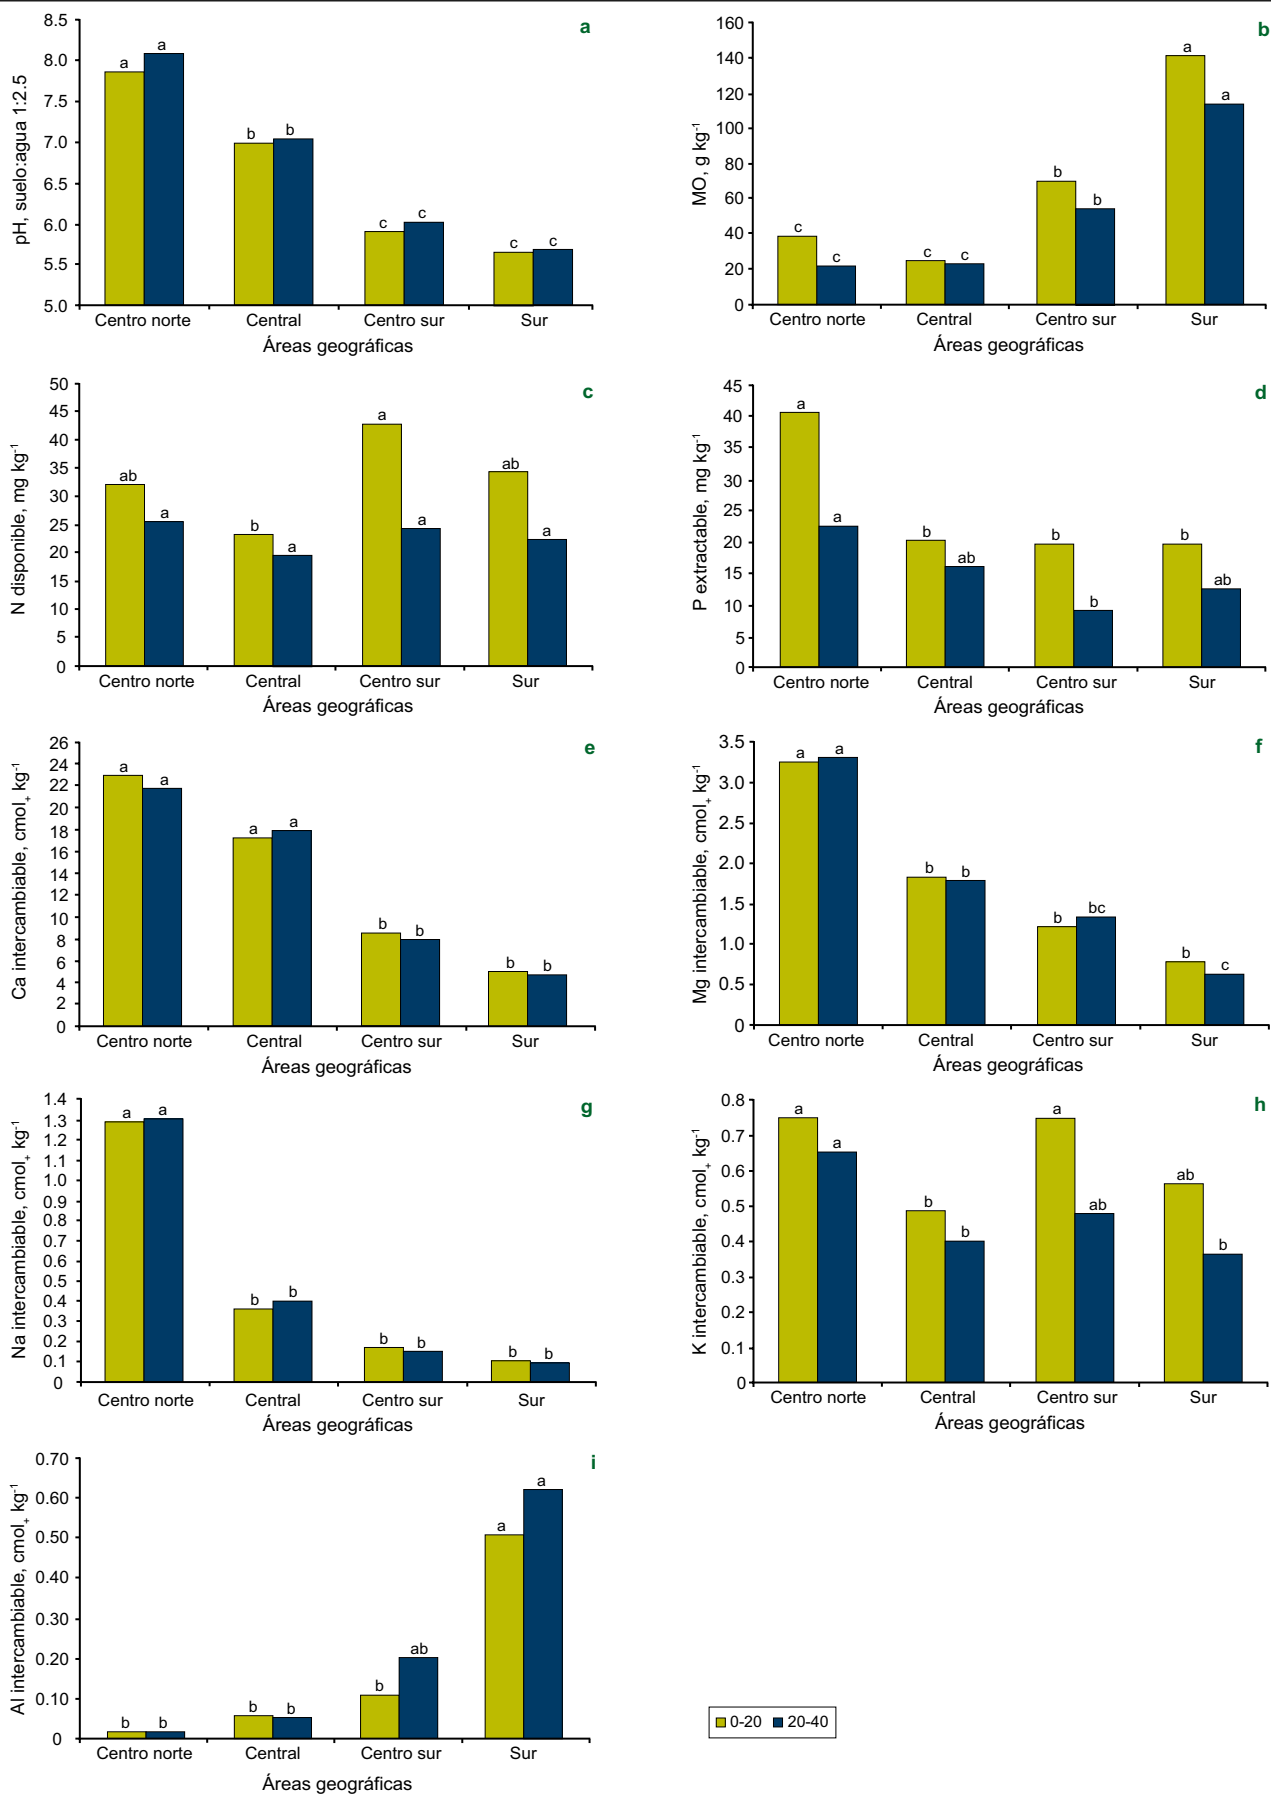 a
pH, suelo:agua 1:2.5
8.5
8.0
7.5
7.0
6.5
6.0
5.5
5.0
a a b b c c c c
Centro norte Central Centro sur Sur
Áreas geográficas
b
MO, g kg-1
160
140
120
100
80
60
40
20
0
c c c c b b a a
Centro norte Central Centro sur Sur
Áreas geográficas
c
N disponible, mg kg-1
50
45
40
35
30
25
20
15
10
5
0
ab a b a a a ab a
Centro norte Central Centro sur Sur
Áreas geográficas
d
P extractable, mg kg-1
45
40
35
30
25
20
15
10
5
0
a a b ab b b b ab
Centro norte Central Centro sur Sur
Áreas geográficas
e
Ca intercambiable, cmol+ kg-1
26
24
22
20
18
16
14
12
10
8
6
4
2
0
a a a a b b b b
Centro norte Central Centro sur Sur
Áreas geográficas
f
Mg intercambiable, cmol+ kg-1
3.5
3.0
2.5
2.0
1.5
1.0
0.5
0
a a b b b bc b c
Centro norte Central Centro sur Sur
Áreas geográficas
g
Na intercambiable, cmol+ kg-1
1.4
1.3
1.2
1.1
1.0
0.9
0.8
0.7
0.6
0.5
0.4
0.3
0.2
0.1
0
a a b b b b b b
Centro norte Central Centro sur Sur
Áreas geográficas
h
K intercambiable, cmol+ kg-1
0.8
0.7
0.6
0.5
0.4
0.3
0.2
0.1
0
a a b b a ab ab b
Centro norte Central Centro sur Sur
Áreas geográficas
i
Al intercambiable, cmol+ kg-1
0.70
0.60
0.50
0.40
0.30
0.20
0.10
0
b b b b b ab a a
Centro norte Central Centro sur Sur
Áreas geográficas
0-20 20-40